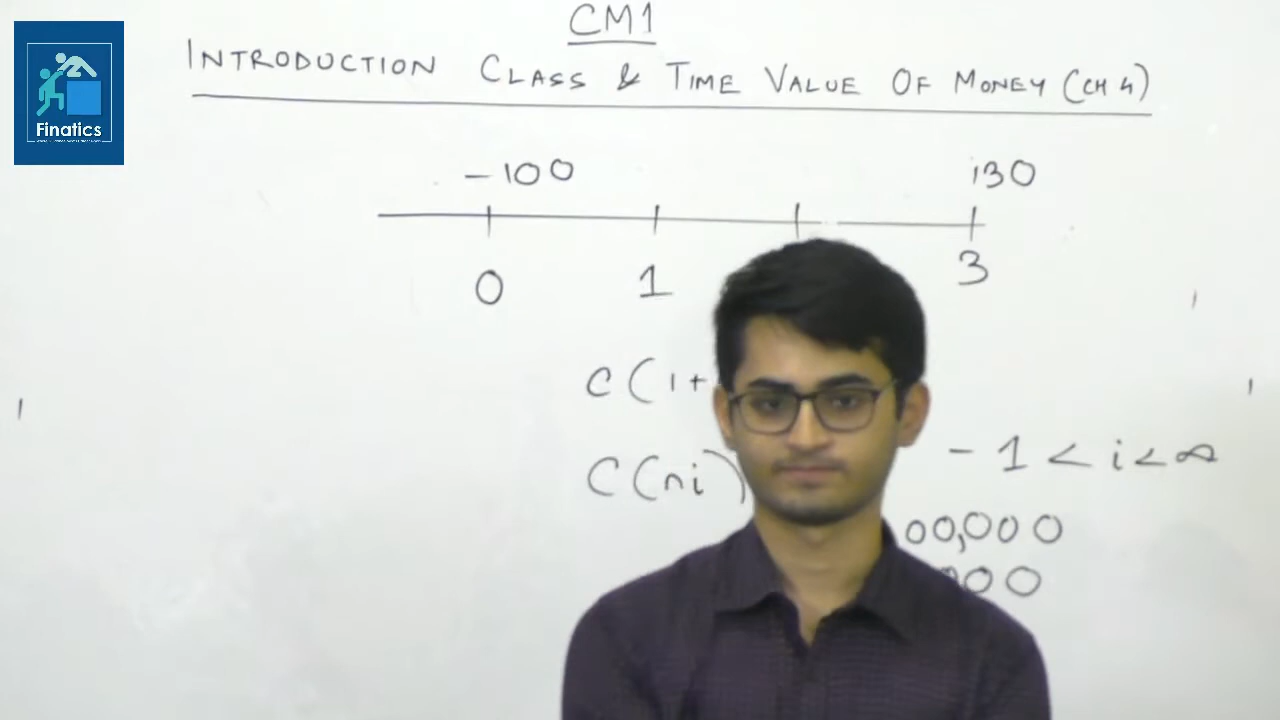 CM1
INTRODUCTION CLASS & TIME VALUE OF MONEY (CH 4)
Finatics
-100 130
0 1 3
C(1+
C(ni)
-1<i<∞
00,000
000